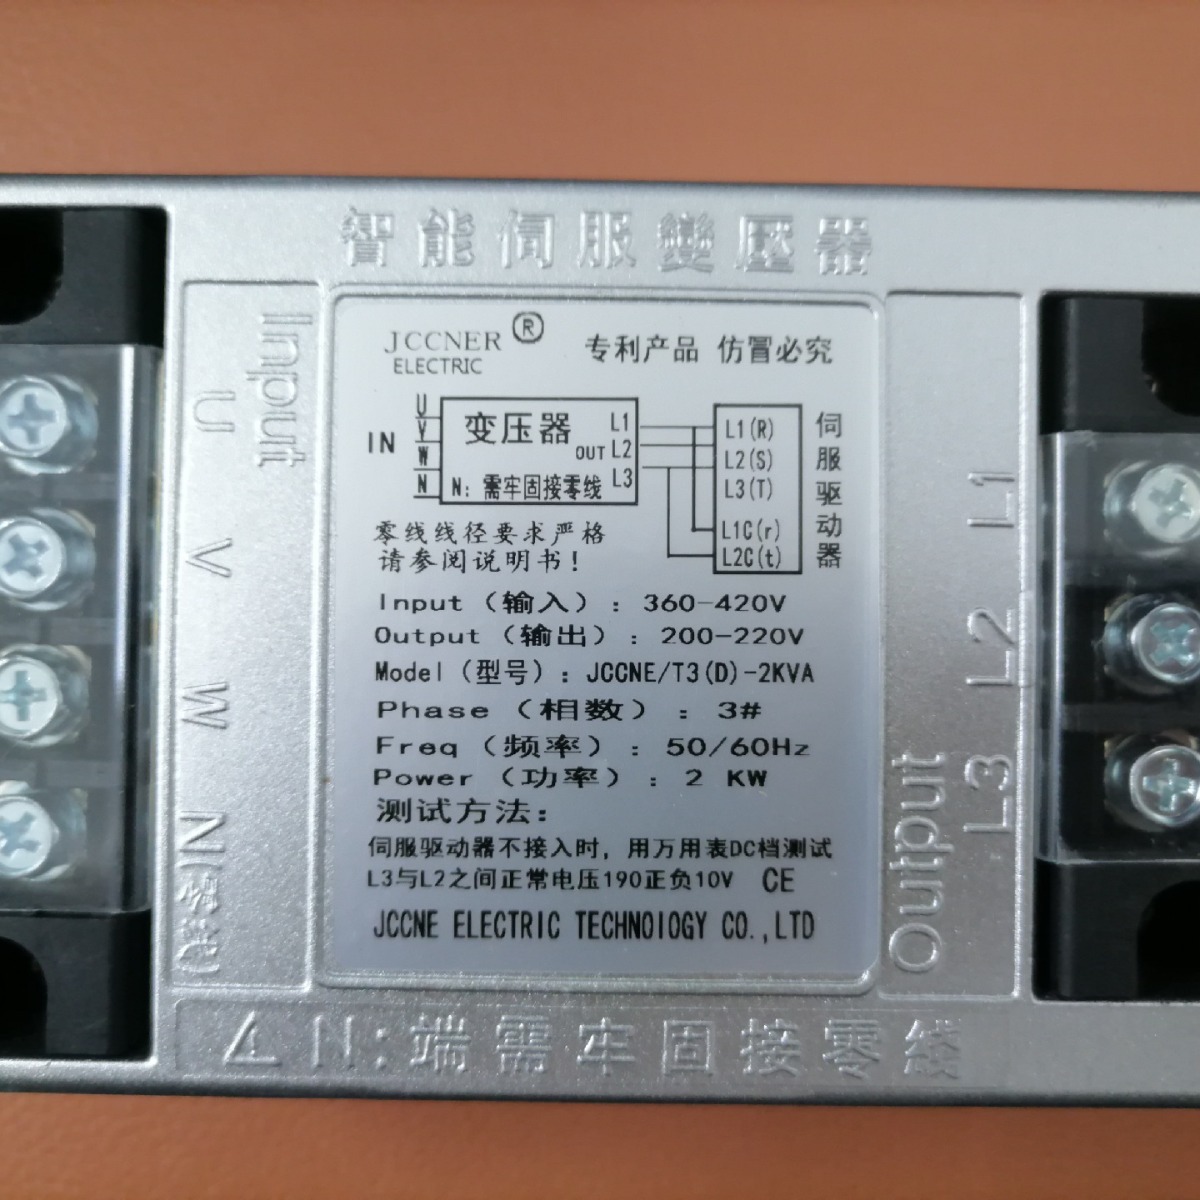 智能伺服變壓器
Input
U
V
W
N(零线)
JCCNER ®
ELECTRIC
专利产品 仿冒必究
IN
U
V
W
N
变压器
N: 需牢固接零线
OUT
L1
L2
L3
L1(R)
L2(S)
L3(T)
L1C(r)
L2C(t)
伺服驱动器
零线线径要求严格
请参阅说明书!
Input (输入) : 360-420V
Output (输出) : 200-220V
Model (型号) : JCCNE/T3(D)-2KVA
Phase (相数) : 3#
Freq (频率) : 50/60Hz
Power (功率) : 2 KW
测试方法:
伺服驱动器不接入时, 用万用表DC档测试
L3与L2之间正常电压190正负10V CE
JCCNE ELECTRIC TECHNOIOGY CO.,LTD
Output
L1
L2
L3
N:端需牢固接零綫